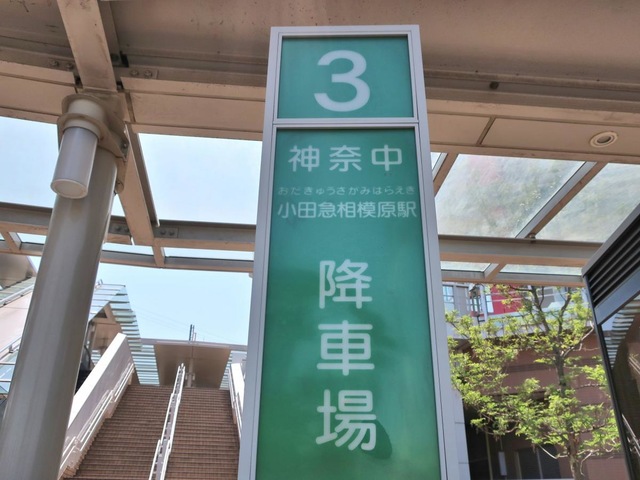 3
神奈中
おだきゅうさがみはらえき
小田急相模原駅
降車場